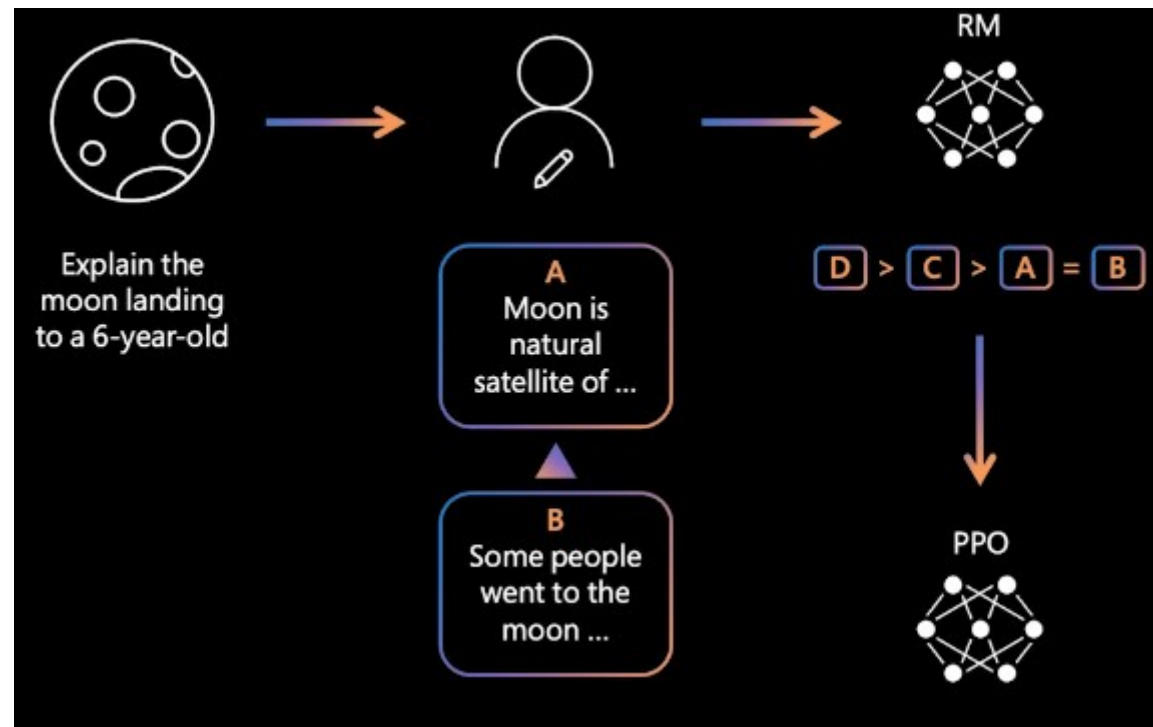 Explain the
moon landing
to a 6-year-old
A
Moon is
natural
satellite of ...
B
Some people
went to the
moon ...
RM
D > C > A = B
PPO